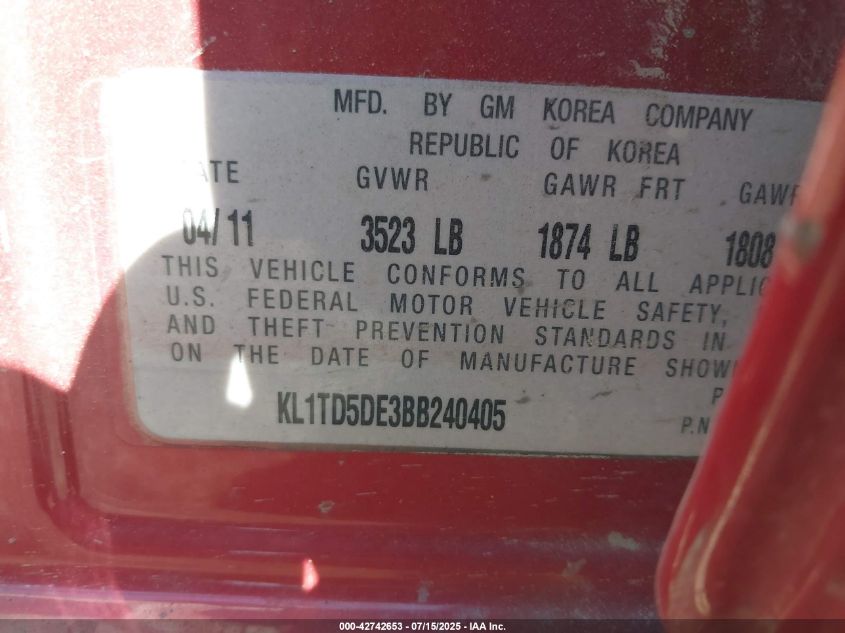 MFD. BY GM KOREA COMPANY
REPUBLIC OF KOREA
GVWR GAWR FRT
04/11 3523 LB 1874 LB 1808
THIS VEHICLE CONFORMS TO ALL
U.S. FEDERAL MOTOR VEHICLE SAFETY,
AND THEFT PREVENTION STANDARDS IN
ON THE DATE OF MANUFACTURE SHOWN
KL1TD5DE3BB240405
P.N
000-42742653 - 07/15/2025 - IAA Inc.